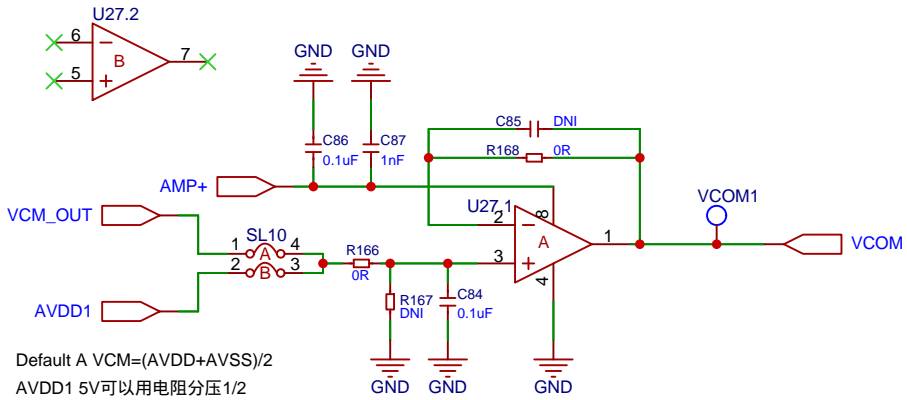 U27.2
6
5
7
B
GND
GND
C86
0.1uF
C87
1nF
C85
DNI
R168
0R
AMP+
VCM_OUT
SL10
1
4
A
2
3
B
AVDD1
R166
0R
R167
DNI
C84
0.1uF
U27.1
2
3
8
4
1
A
VCOM1
VCOM
GND
GND
GND
Default A VCM=(AVDD+AVSS)/2
AVDD1 5V可以用电阻分压1/2